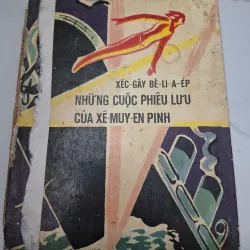 XÉC-GÂY BÊ-LI-A-ÉP
NHỮNG CUỘC PHIÊU LƯU
CỦA XÊ-MUY-EN PINH